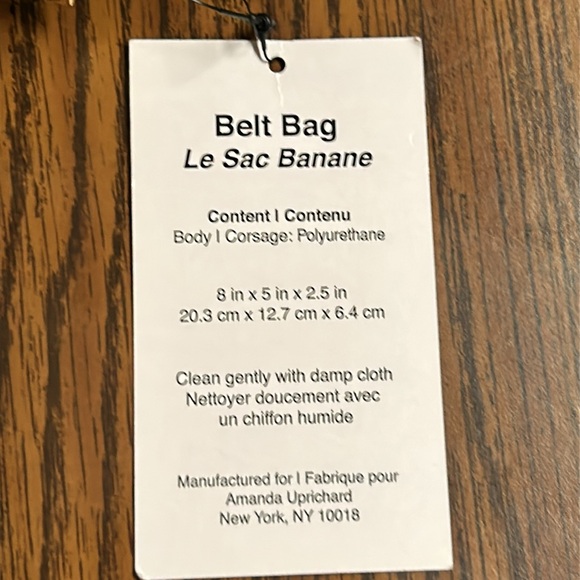 Belt Bag
Le Sac Banane
Content | Contenu
Body | Corsage: Polyurethane
8 in x 5 in x 2.5 in
20.3 cm x 12.7 cm x 6.4 cm
Clean gently with damp cloth
Nettoyer doucement avec
un chiffon humide
Manufactured for | Fabrique pour
Amanda Uprichard
New York, NY 10018